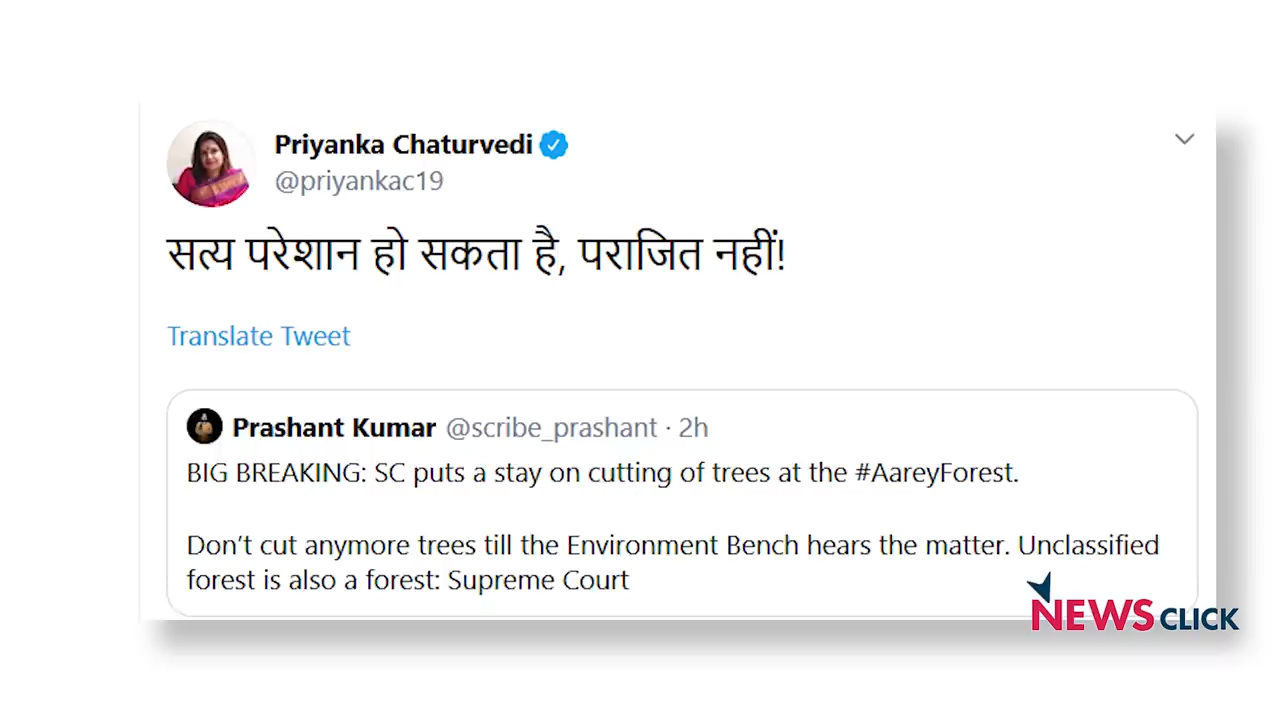 Priyanka Chaturvedi
@priyankac19
सत्य परेशान हो सकता है, पराजित नहीं!
Translate Tweet
Prashant Kumar @scribe_prashant · 2h
BIG BREAKING: SC puts a stay on cutting of trees at the #AareyForest.
Don’t cut anymore trees till the Environment Bench hears the matter. Unclassified
forest is also a forest: Supreme Court
NEWSCLICK